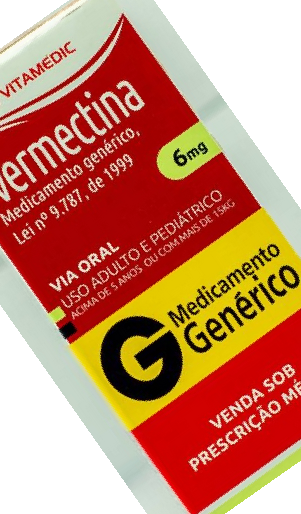 VITAMEDIC
vermectina
Medicamento genérico,
Lei nº 9.787, de 1999
6mg
VIA ORAL
USO ADULTO E PEDIÁTRICO
ACIMA DE 5 ANOS OU COM MAIS DE 15KG
G Medicamento
Genérico
VENDA SOB
PRESCRIÇÃO MÉ